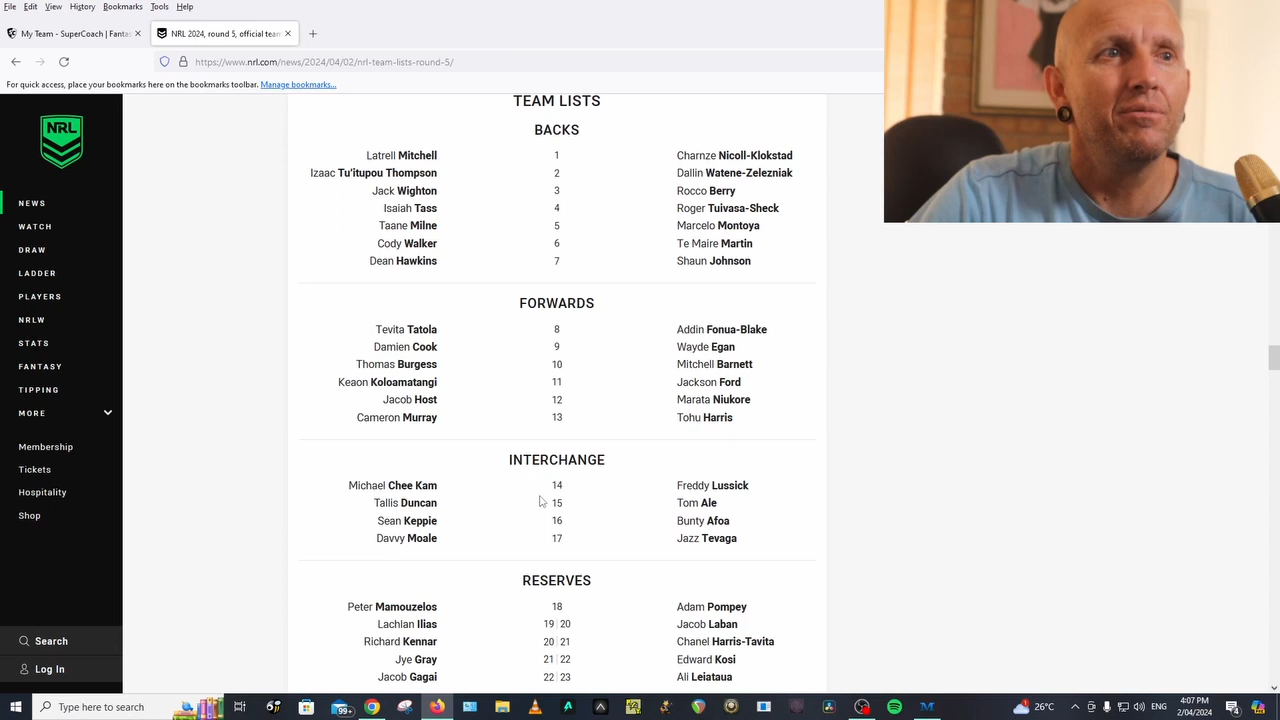 File Edit View History Bookmarks Tools Help
My Team - SuperCoach | Fantas
NRL 2024, round 5, official team
https://www.nrl.com/news/2024/04/02/nrl-team-lists-round-5/
For quick access, place your bookmarks here on the bookmarks toolbar. Manage bookmarks...
NRL
NEWS
WATCH
DRAW
LADDER
PLAYERS
NRLW
STATS
FANTASY
TIPPING
MORE
Membership
Tickets
Hospitality
Shop
Search
Log In
TEAM LISTS
BACKS
Latrell Mitchell 1 Charnze Nicoll-Klokstad
Izaac Tu'itupou Thompson 2 Dallin Watene-Zelezniak
Jack Wighton 3 Rocco Berry
Isaiah Tass 4 Roger Tuivasa-Sheck
Taane Milne 5 Marcelo Montoya
Cody Walker 6 Te Maire Martin
Dean Hawkins 7 Shaun Johnson
FORWARDS
Tevita Tatola 8 Addin Fonua-Blake
Damien Cook 9 Wayde Egan
Thomas Burgess 10 Mitchell Barnett
Keaon Koloamatangi 11 Jackson Ford
Jacob Host 12 Marata Niukore
Cameron Murray 13 Tohu Harris
INTERCHANGE
Michael Chee Kam 14 Freddy Lussick
Tallis Duncan 15 Tom Ale
Sean Keppie 16 Bunty Afoa
Davvy Moale 17 Jazz Tevaga
RESERVES
Peter Mamouzelos 18 Adam Pompey
Lachlan Ilias 19 20 Jacob Laban
Richard Kennar 20 21 Chanel Harris-Tavita
Jye Gray 21 22 Edward Kosi
Jacob Gagai 22 23 Ali Leiataua
Type here to search
99+
26°C
4:07 PM
2/04/2024